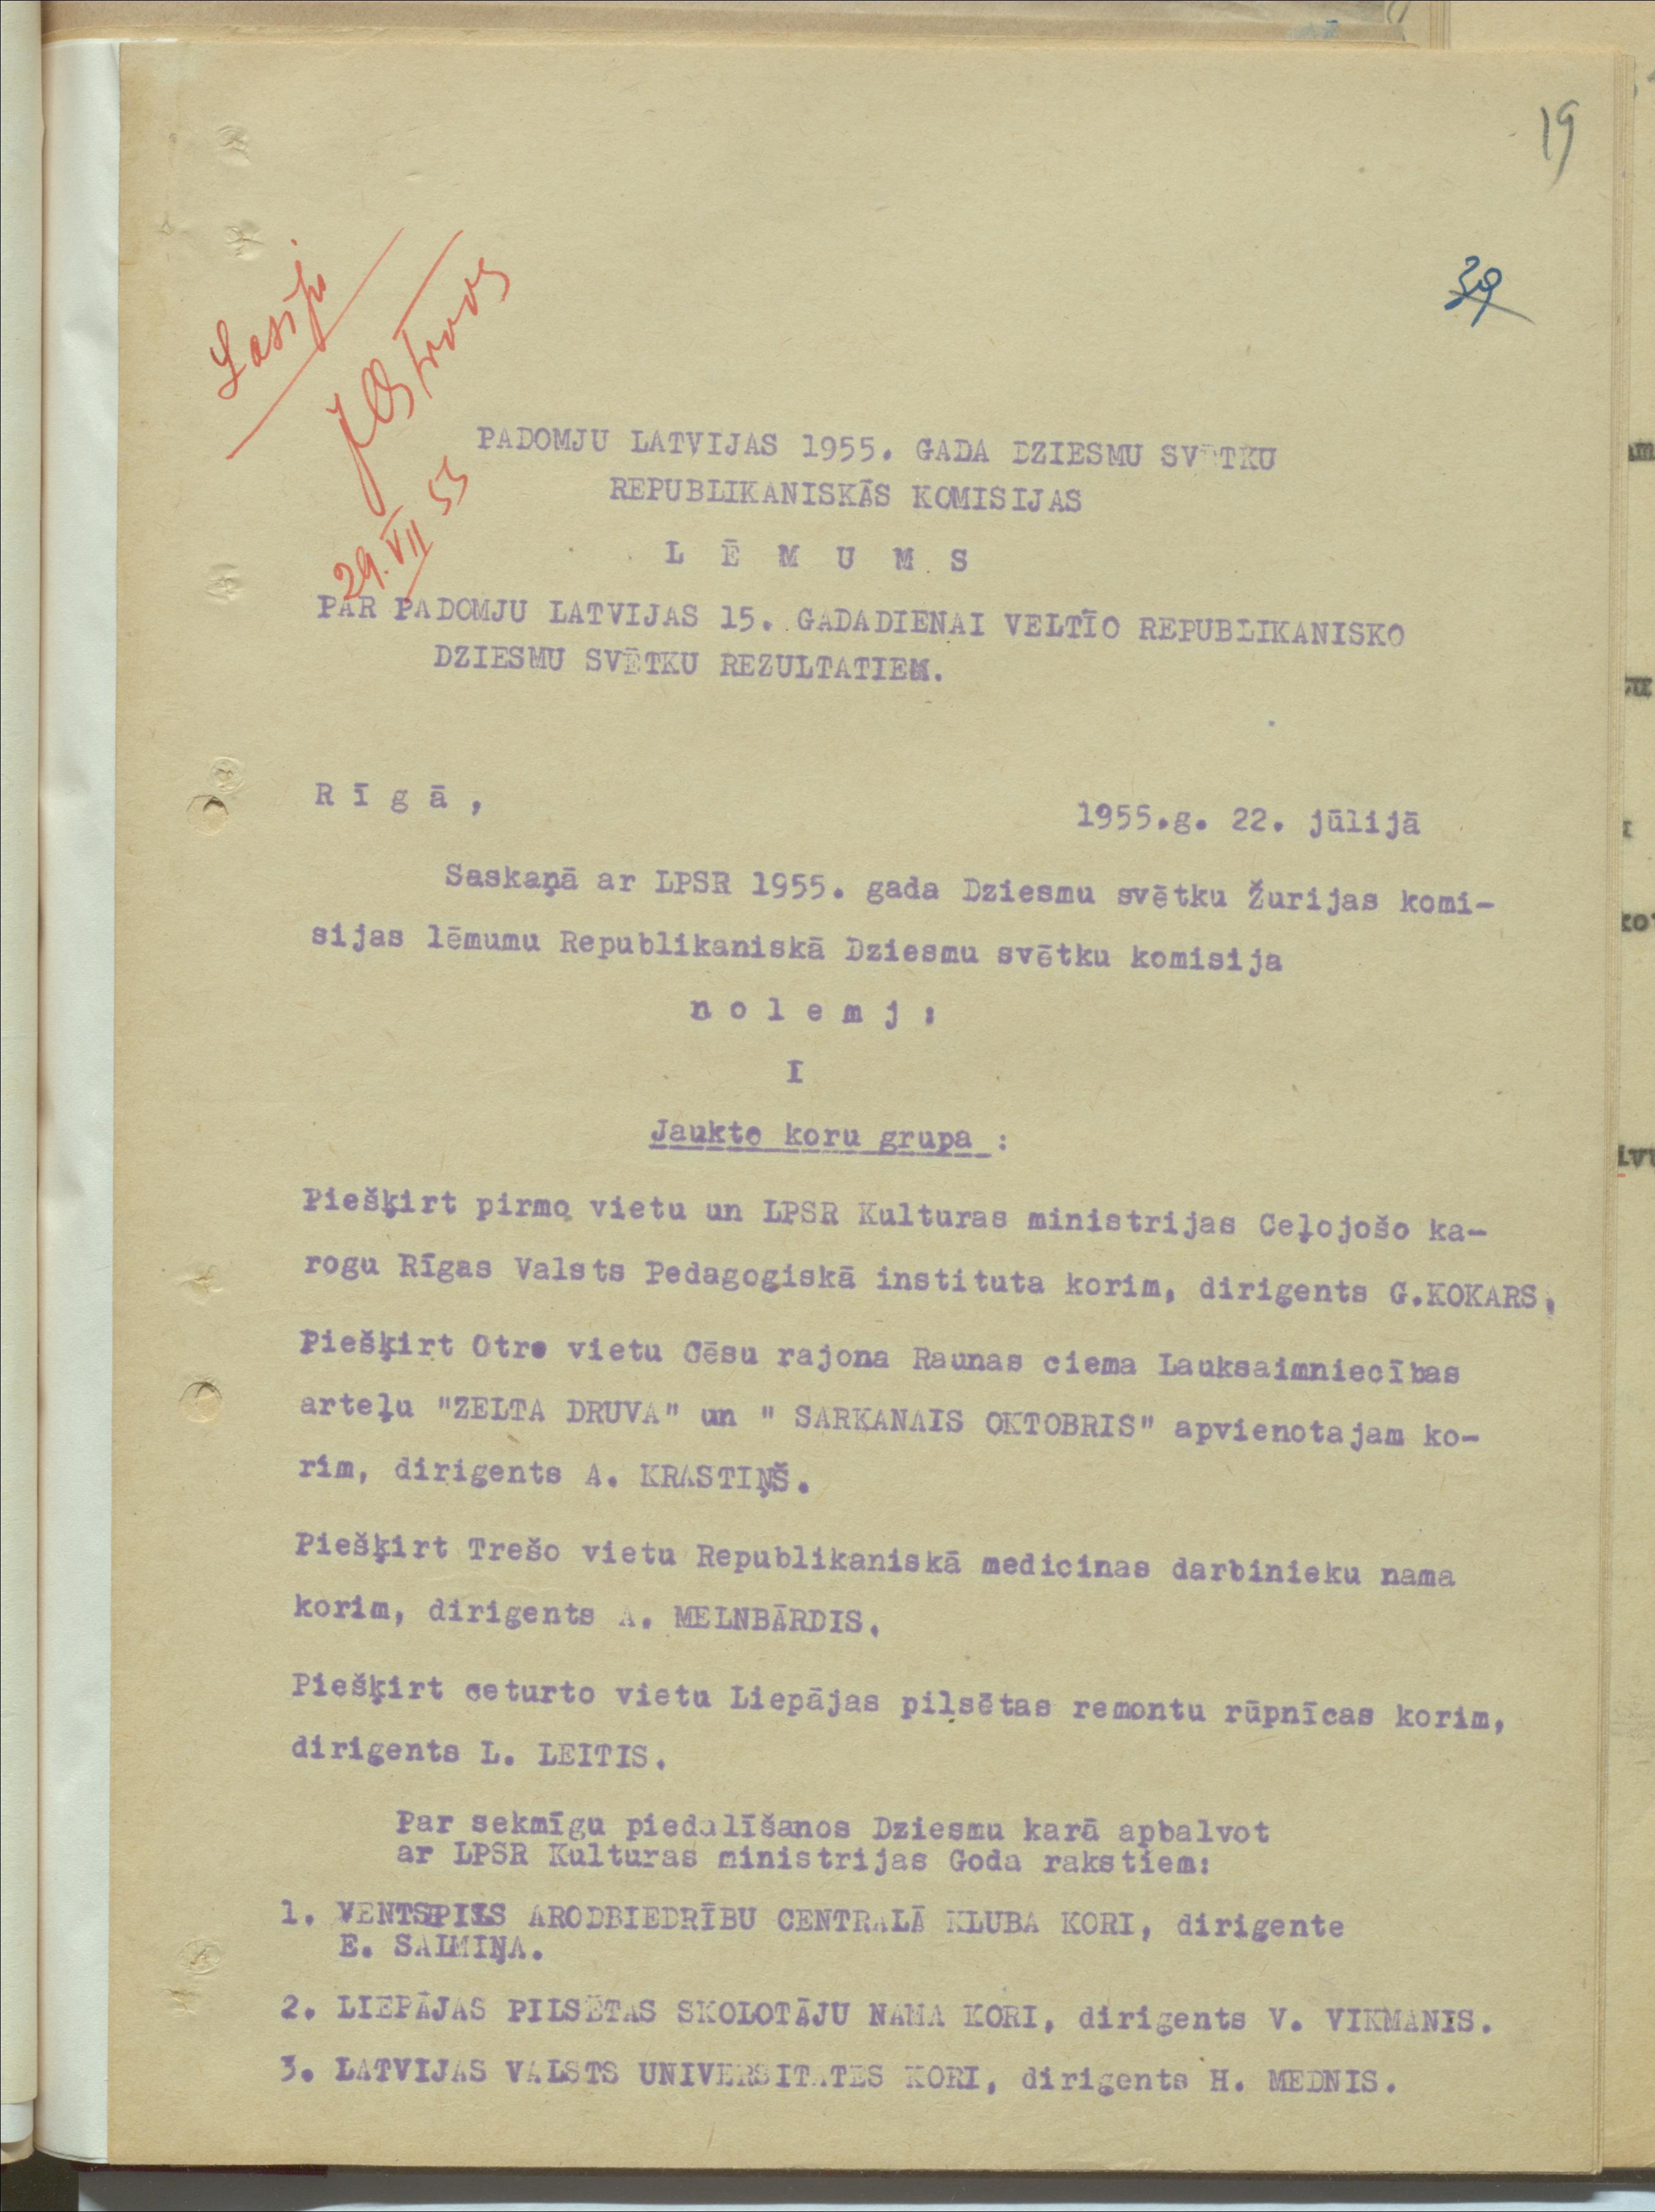 19
39
Lasīju
JOstrovs
29.VII 55
PADOMJU LATVIJAS 1955. GADA DZIESMU SVĒTKU
REPUBLIKANISKĀS KOMISIJAS
L Ē M U M S
PAR PADOMJU LATVIJAS 15. GADADIENAI VELTĪO REPUBLIKANISKO
DZIESMU SVĒTKU REZULTATIEM.
R ī g ā ,
1955.g. 22. jūlijā
Saskaņā ar LPSR 1955. gada Dziesmu svētku Žurijas komi-
sijas lēmumu Republikaniskā Dziesmu svētku komisija
n o l e m j :
I
Jaukto koru grupa :
Piešķirt pirmo vietu un LPSR Kulturas ministrijas Ceļojošo ka-
rogu Rīgas Valsts Pedagogiskā instituta korim, dirigents G.KOKARS,
Piešķirt Otro vietu Cēsu rajona Raunas ciema Lauksaimniecības
arteļu "ZELTA DRUVA" un " SARKANAIS OKTOBRIS" apvienotajam ko-
rim, dirigents A. KRASTIŅŠ.
Piešķirt Trešo vietu Republikaniskā medicinas darbinieku nama
korim, dirigents A. MELNBĀRDIS.
Piešķirt ceturto vietu Liepājas pilsētas remontu rūpnīcas korim,
dirigents L. LEITIS.
Par sekmīgu piedalīšanos Dziesmu karā apbalvot
ar LPSR Kulturas ministrijas Goda rakstiem:
1. VENTSPILS ARODBIEDRĪBU CENTRALĀ KLUBA KORI, dirigente
E. SALMIŅA.
2. LIEPĀJAS PILSĒTAS SKOLOTĀJU NAMA KORI, dirigents V. VIKMANIS.
3. LATVIJAS VALSTS UNIVERSITATES KORI, dirigents H. MEDNIS.